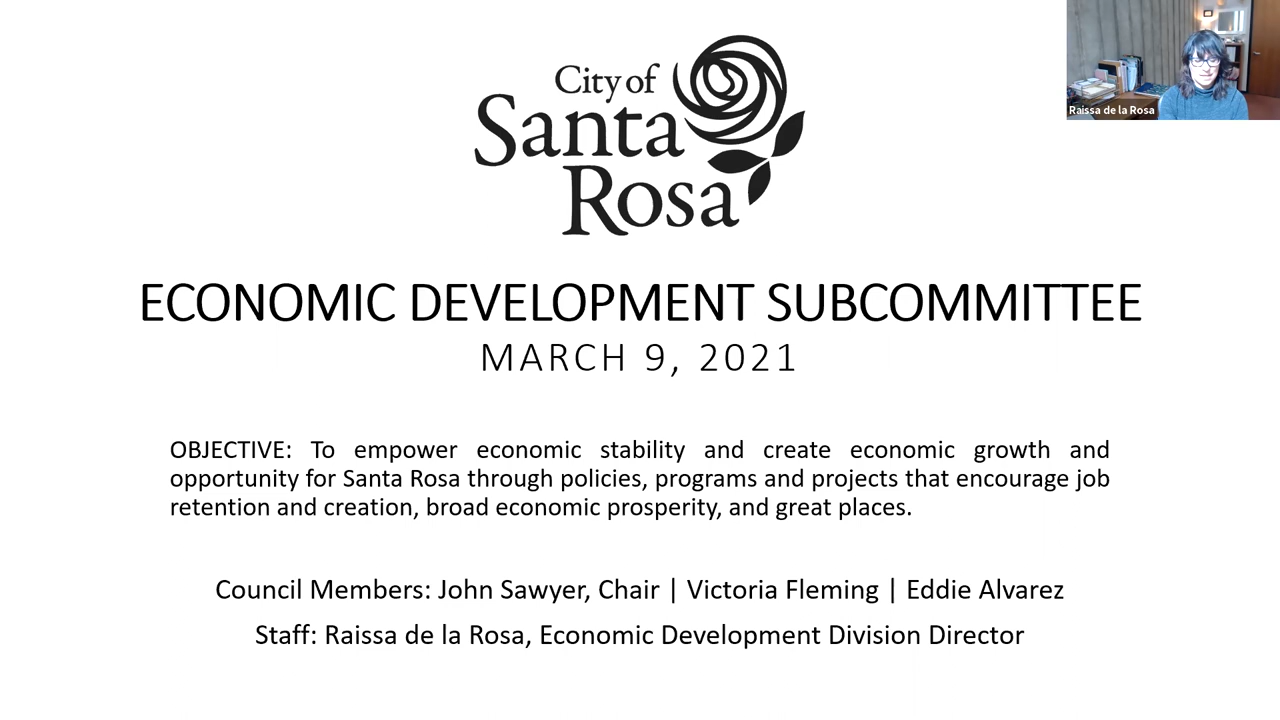 City of
Santa
Rosa
Raissa de la Rosa
ECONOMIC DEVELOPMENT SUBCOMMITTEE
MARCH 9, 2021
OBJECTIVE: To empower economic stability and create economic growth and
opportunity for Santa Rosa through policies, programs and projects that encourage job
retention and creation, broad economic prosperity, and great places.
Council Members: John Sawyer, Chair | Victoria Fleming | Eddie Alvarez
Staff: Raissa de la Rosa, Economic Development Division Director